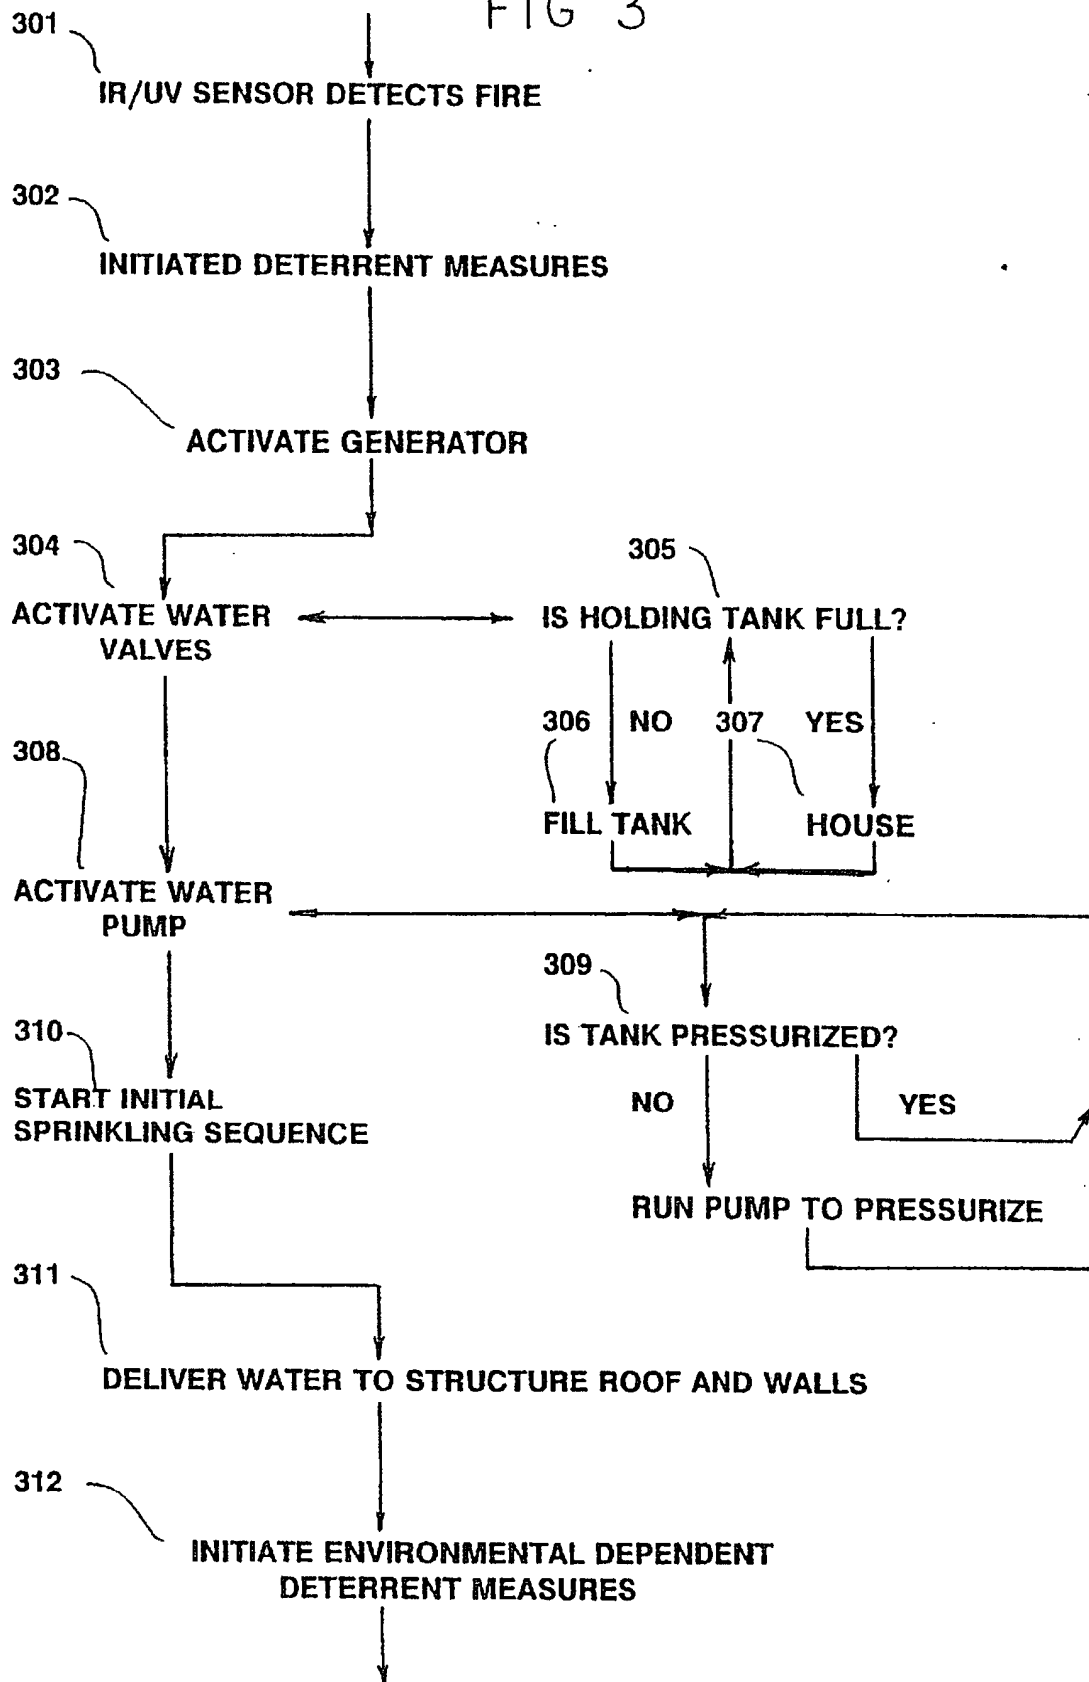 FIG 3
301
IR/UV SENSOR DETECTS FIRE
302
INITIATED DETERRENT MEASURES
303
ACTIVATE GENERATOR
304
305
ACTIVATE WATER
VALVES
IS HOLDING TANK FULL?
306 NO 307 YES
308
FILL TANK HOUSE
ACTIVATE WATER
PUMP
309
310
IS TANK PRESSURIZED?
START INITIAL
SPRINKLING SEQUENCE
NO YES
RUN PUMP TO PRESSURIZE
311
DELIVER WATER TO STRUCTURE ROOF AND WALLS
312
INITIATE ENVIRONMENTAL DEPENDENT
DETERRENT MEASURES